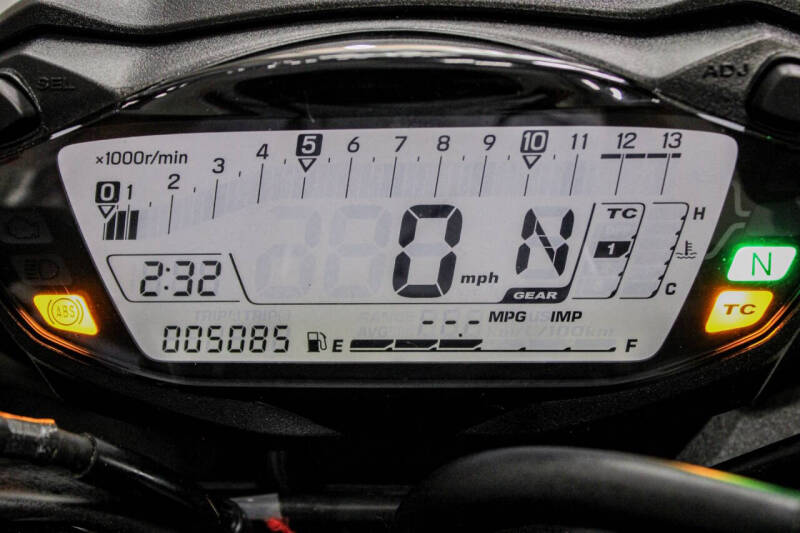 SEL ADJ
×1000r/min
0 1 2 3 4 5 6 7 8 9 10 11 12 13
0 mph
N
GEAR
TC
1
H
C
2:32
ABS
N
TC
--.- MPG IMP
005085 E F